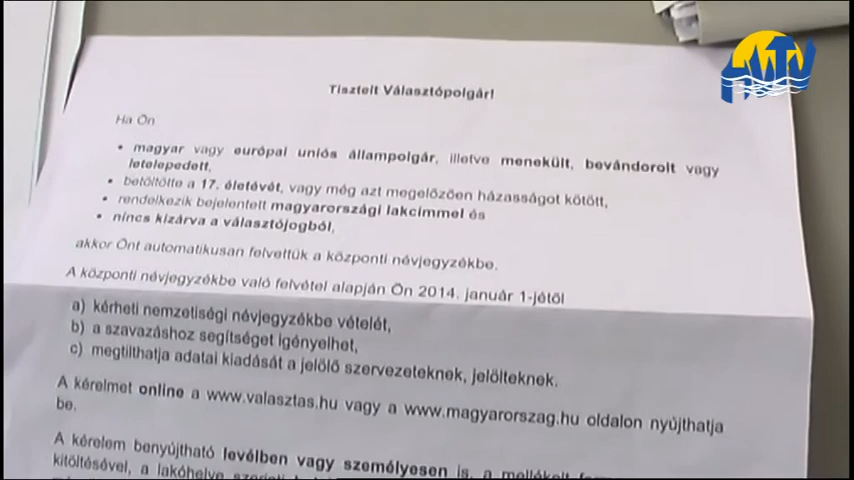 Tisztelt Választópolgár!
Ha Ön
• magyar vagy európai uniós állampolgár, illetve menekült, bevándorolt vagy
letelepedett,
• betöltötte a 17. életévét, vagy még azt megelőzően házasságot kötött,
• rendelkezik bejelentett magyarországi lakcímmel és
• nincs kizárva a választójogból,
akkor Önt automatikusan felvettük a központi névjegyzékbe.
A központi névjegyzékbe való felvétel alapján Ön 2014. január 1-jétől
a) kérheti nemzetiségi névjegyzékbe vételét,
b) a szavazáshoz segítséget igényelhet,
c) megtilthatja adatai kiadását a jelölő szervezeteknek, jelölteknek.
A kérelmet online a www.valasztas.hu vagy a www.magyarorszag.hu oldalon nyújthatja
be.
A kérelem benyújtható levélben vagy személyesen is, a mellékelt
kitöltésével, a lakóhelye szerinti